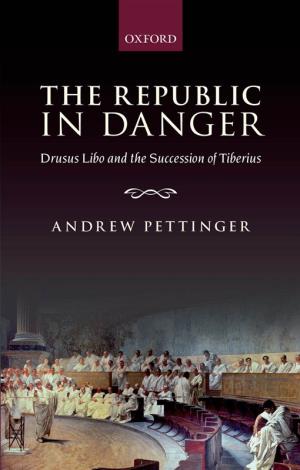 OXFORD
THE REPUBLIC
IN DANGER
Drusus Libo and the Succession of Tiberius
ANDREW PETTINGER